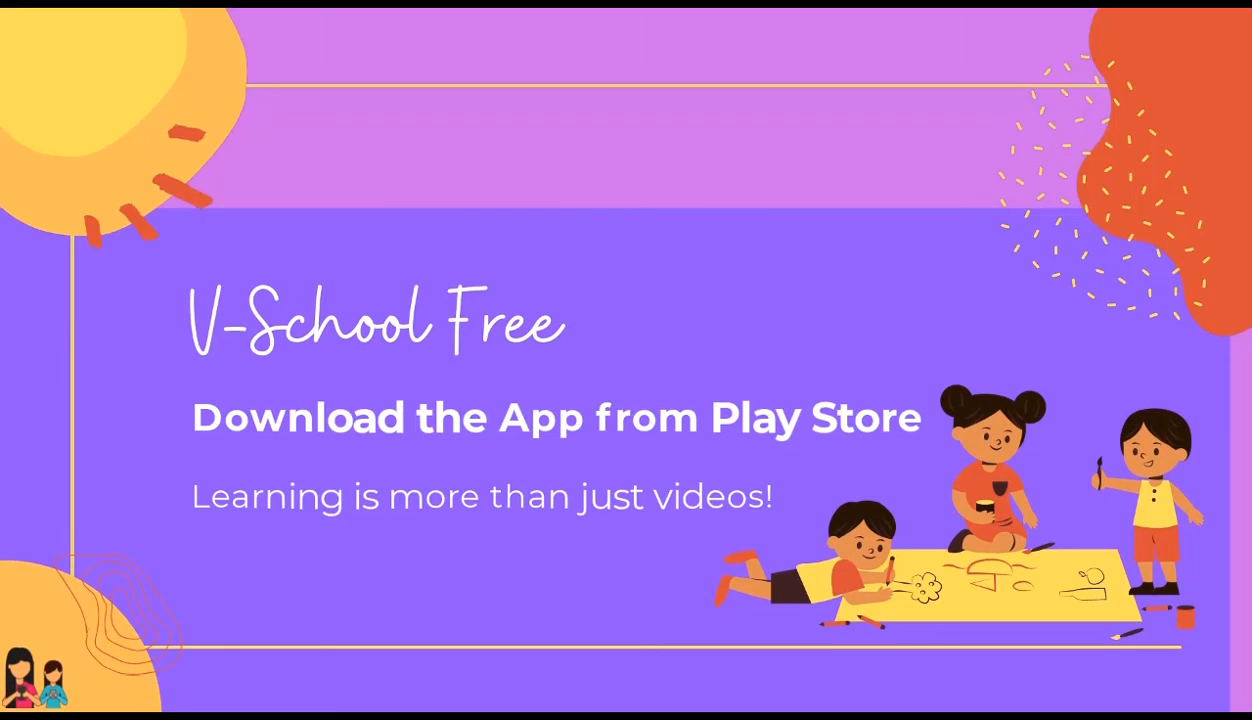 V-School Free
Download the App from Play Store
Learning is more than just videos!